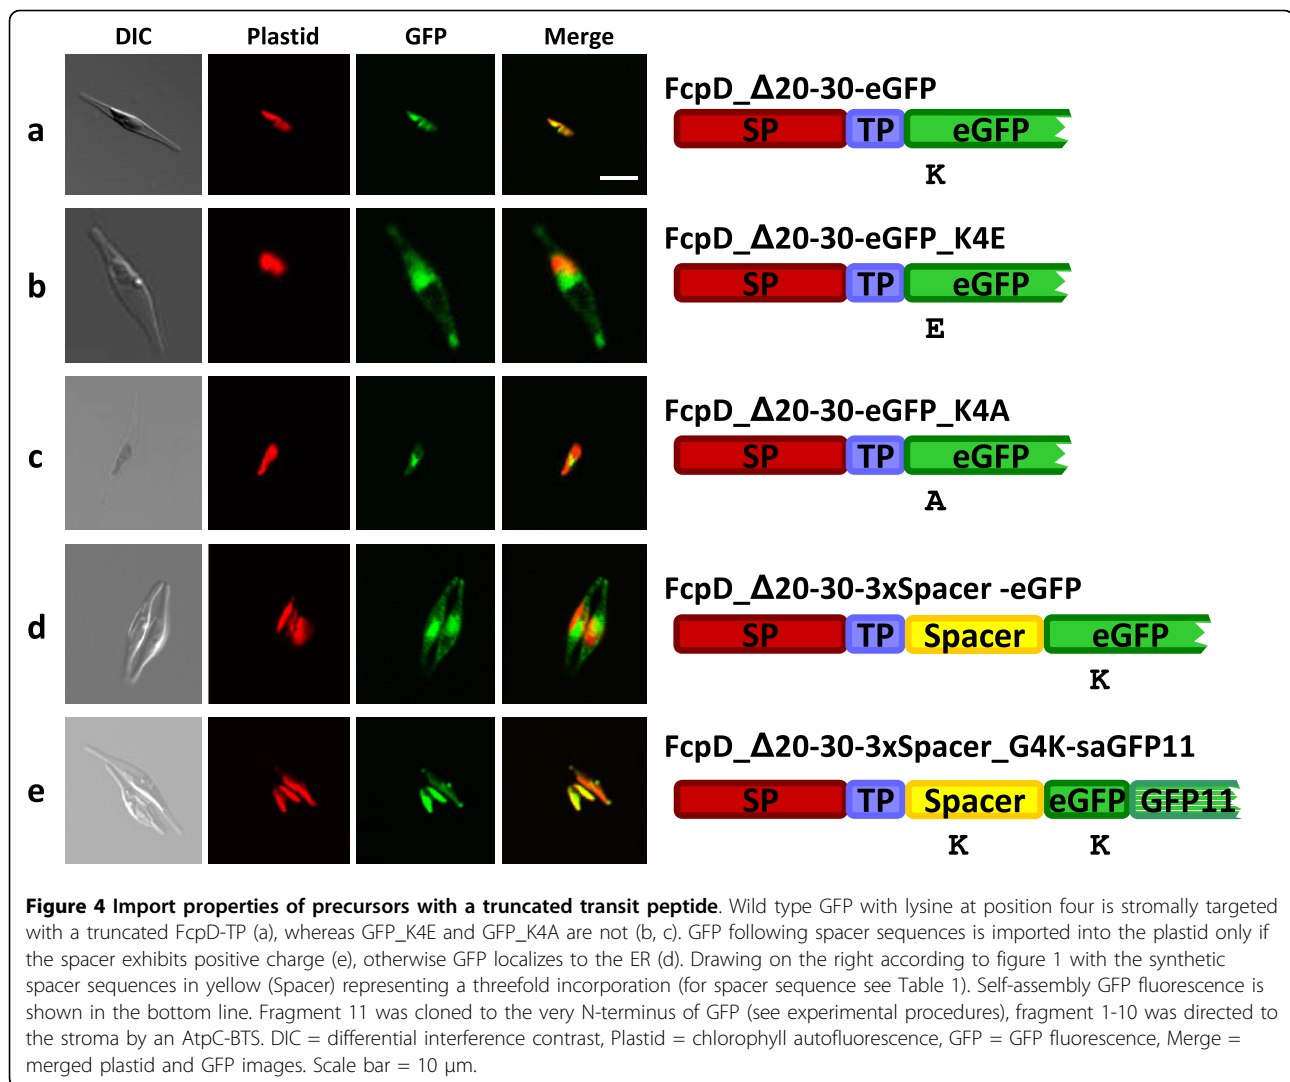 DIC Plastid GFP Merge
a
FcpD_Δ20-30-eGFP
SP TP eGFP
K
b
FcpD_Δ20-30-eGFP_K4E
SP TP eGFP
E
c
FcpD_Δ20-30-eGFP_K4A
SP TP eGFP
A
d
FcpD_Δ20-30-3xSpacer -eGFP
SP TP Spacer eGFP
K
e
FcpD_Δ20-30-3xSpacer_G4K-saGFP11
SP TP Spacer eGFP GFP11
K K
Figure 4 Import properties of precursors with a truncated transit peptide. Wild type GFP with lysine at position four is stromally targeted
with a truncated FcpD-TP (a), whereas GFP_K4E and GFP_K4A are not (b, c). GFP following spacer sequences is imported into the plastid only if
the spacer exhibits positive charge (e), otherwise GFP localizes to the ER (d). Drawing on the right according to figure 1 with the synthetic
spacer sequences in yellow (Spacer) representing a threefold incorporation (for spacer sequence see Table 1). Self-assembly GFP fluorescence is
shown in the bottom line. Fragment 11 was cloned to the very N-terminus of GFP (see experimental procedures), fragment 1-10 was directed to
the stroma by an AtpC-BTS. DIC = differential interference contrast, Plastid = chlorophyll autofluorescence, GFP = GFP fluorescence, Merge =
merged plastid and GFP images. Scale bar = 10 μm.